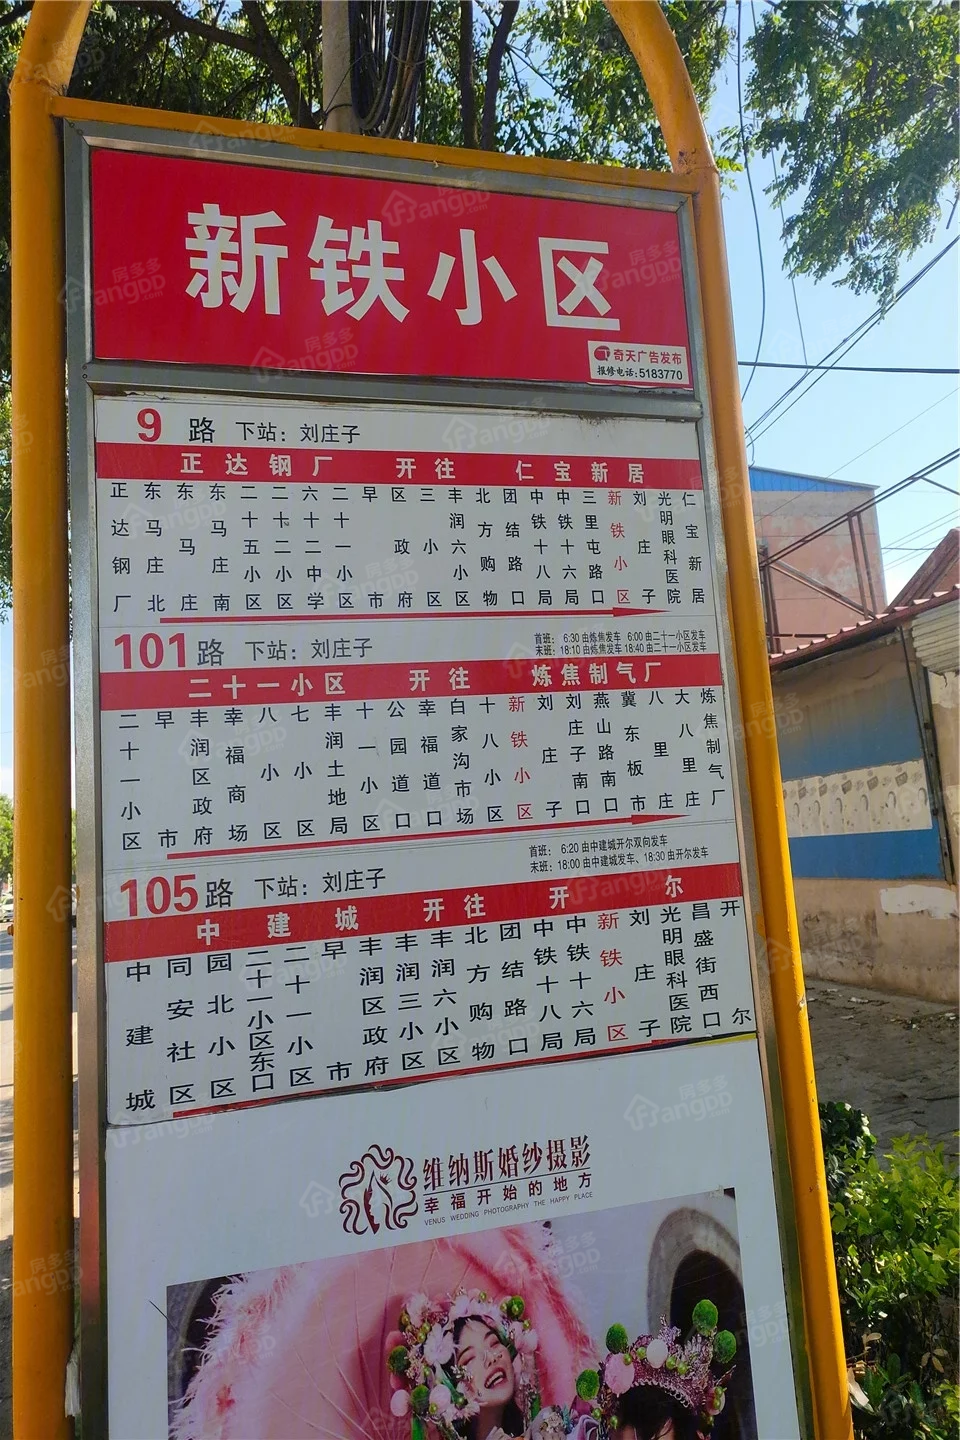 新铁小区
奇天广告发布
报修电话:5183770
9 路 下站：刘庄子
正达钢厂 开往 仁宝新居
正达钢厂
东马庄北
东马庄
东马庄南
二十五小区
二十二小区
六十二中学
二十一小区
早市
区政府
三小区
丰润六小区
北方购物
团结路口
中铁十八局
中铁十六局
三里屯路口
新铁小区
刘庄子
光明眼科医院
仁宝新居
101路 下站：刘庄子
首班： 6:30 由炼焦发车 6:00 由二十一小区发车
末班：18:10 由炼焦发车 18:40 由二十一小区发车
二十一小区 开往 炼焦制气厂
二十一小区
早市
丰润区政府
幸福商场
八小区
七小区
丰润土地局
十一小区
公园道口
幸福道口
白家沟市场
十八小区
新铁小区
刘庄子
刘庄子南口
燕山路南口
冀东板市
八里庄
大八里庄
炼焦制气厂
105路 下站：刘庄子
首班： 6:20 由中建城开尔双向发车
末班：18:00 由中建城发车、18:30 由开尔发车
中建城 开往 开尔
中建城
同安社区
园北小区
二十一小区东口
二十一小区
早市
丰润区政府
丰润三小区
丰润六小区
北方购物
团结路口
中铁十八局
中铁十六局
新铁小区
刘庄子
光明眼科医院
昌盛街西口
开尔
维纳斯婚纱摄影
幸福开始的地方
VENUS WEDDING PHOTOGRAPHY THE HAPPY PLACE
房多多
Fangdd.com